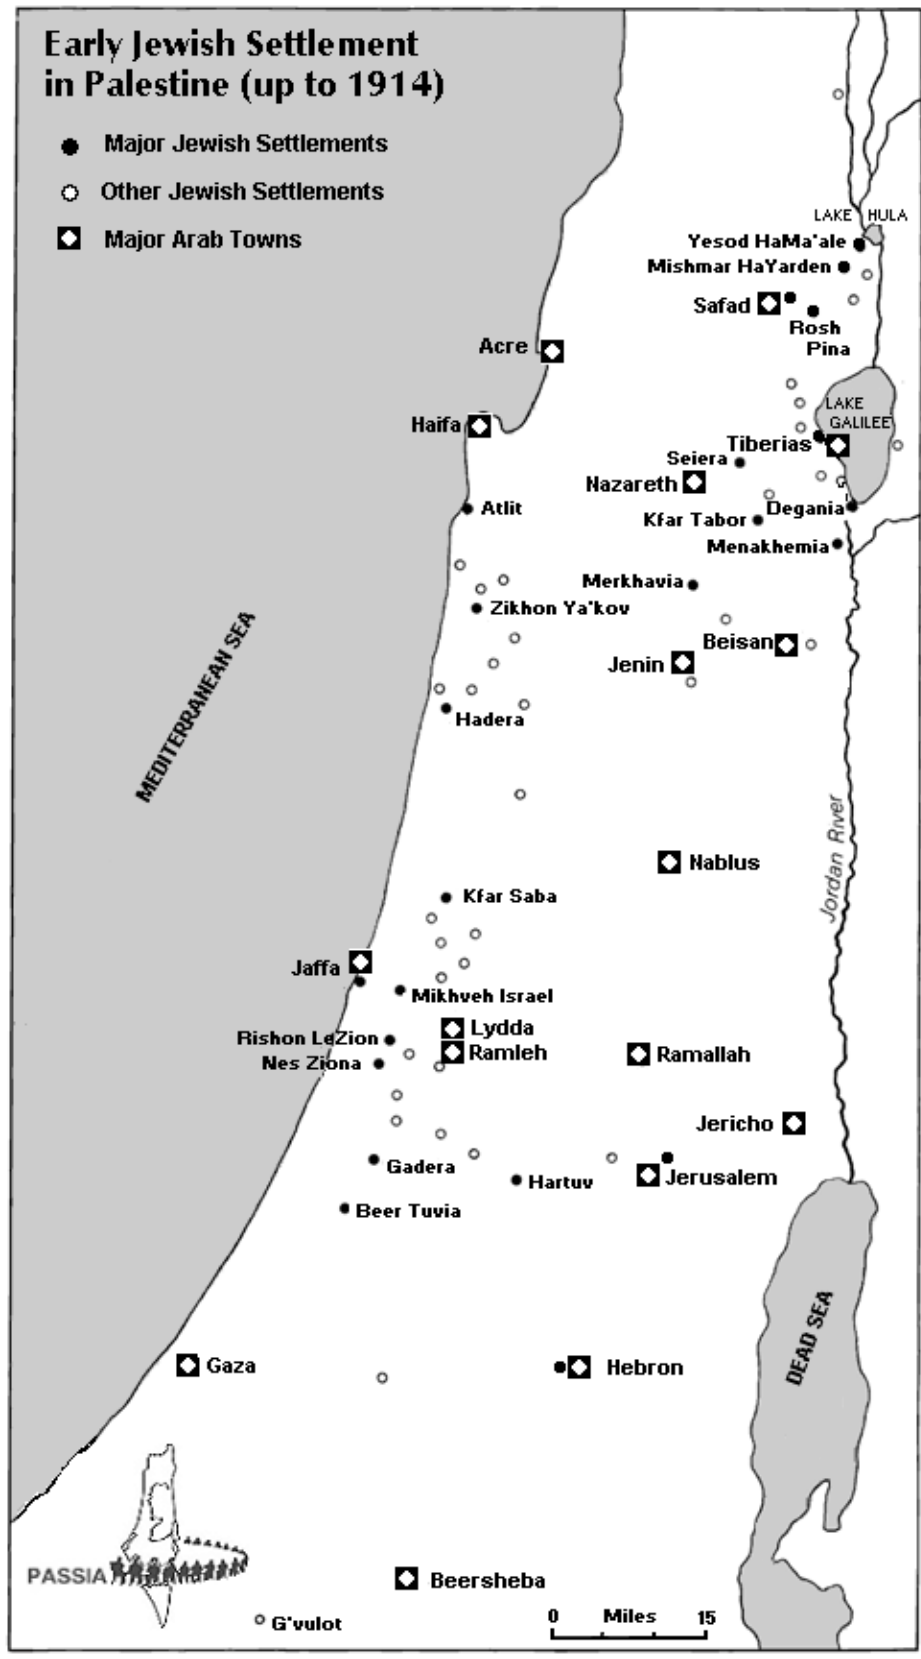 Early Jewish Settlement
in Palestine (up to 1914)
Major Jewish Settlements
Other Jewish Settlements
Major Arab Towns
LAKE HULA
Yesod HaMa'ale
Mishmar HaYarden
Safad
Rosh
Pina
Acre
LAKE
GALILEE
Haifa
Tiberias
Seiera
Nazareth
Atlit
Degania
Kfar Tabor
Menakhemia
Merkhavia
Zikhon Ya'kov
MEDITERRANEAN SEA
Beisan
Jenin
Hadera
Jordan River
Nablus
Kfar Saba
Jaffa
Mikhveh Israel
Lydda
Rishon LeZion
Ramleh
Ramallah
Nes Ziona
Jericho
Gadera
Hartuv
Jerusalem
Beer Tuvia
DEAD SEA
Gaza
Hebron
PASSIA
Beersheba
G'vulot
0 Miles 15